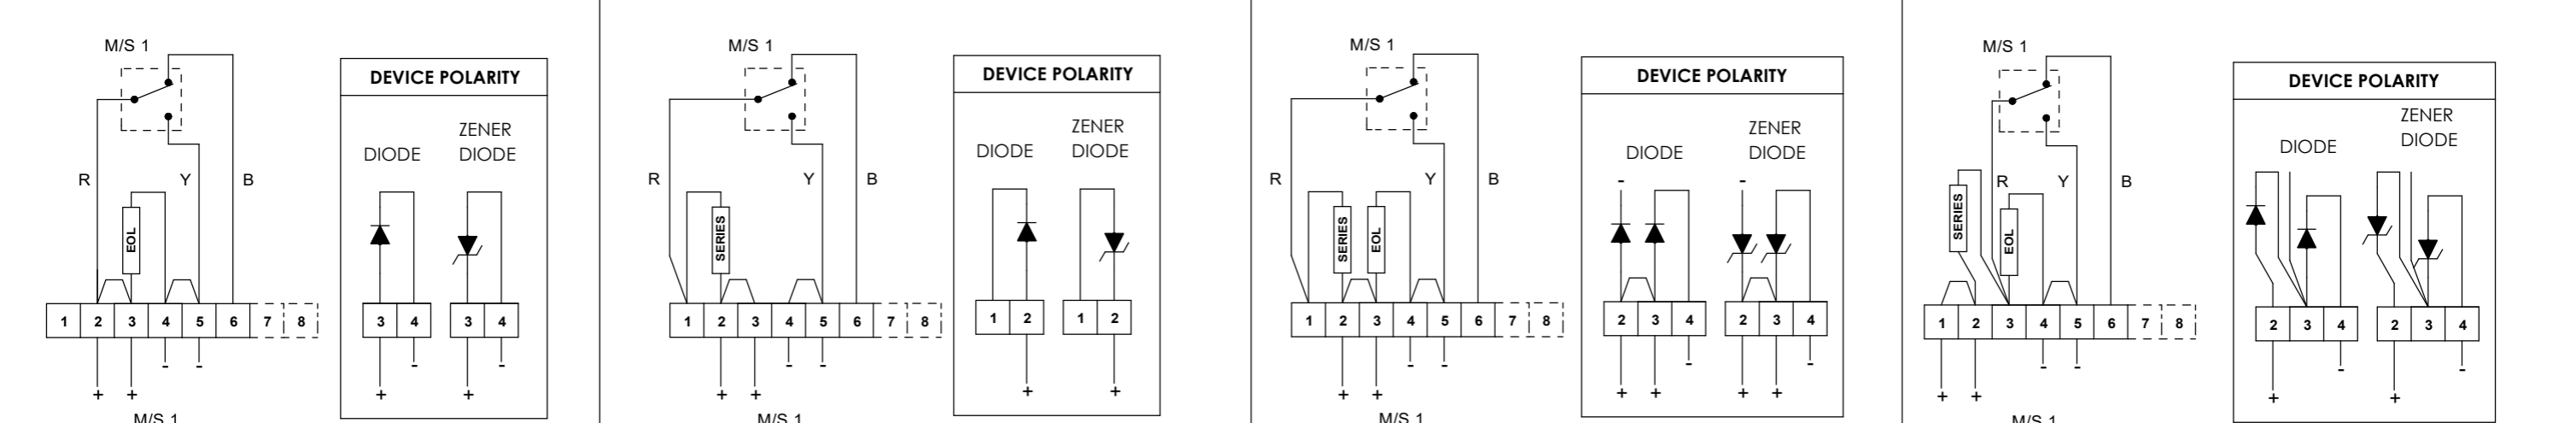 M/S 1
R
EOL
Y
B
1 2 3 4 5 6 7 8
+ + - -
M/S 1
DEVICE POLARITY
DIODE
ZENER
DIODE
3 4
3 4
+ - + -
M/S 1
R
SERIES
Y
B
1 2 3 4 5 6 7 8
+ + - -
M/S 1
DEVICE POLARITY
DIODE
ZENER
DIODE
1 2
1 2
+ +
M/S 1
R
SERIES
EOL
Y
B
1 2 3 4 5 6 7 8
+ + - -
M/S 1
DEVICE POLARITY
DIODE
ZENER
DIODE
- -
2 3 4
2 3 4
+ + - + + -
M/S 1
SERIES
R
EOL
Y
B
1 2 3 4 5 6 7 8
+ + - -
M/S 1
DEVICE POLARITY
DIODE
ZENER
DIODE
2 3 4
2 3 4
+ - + -